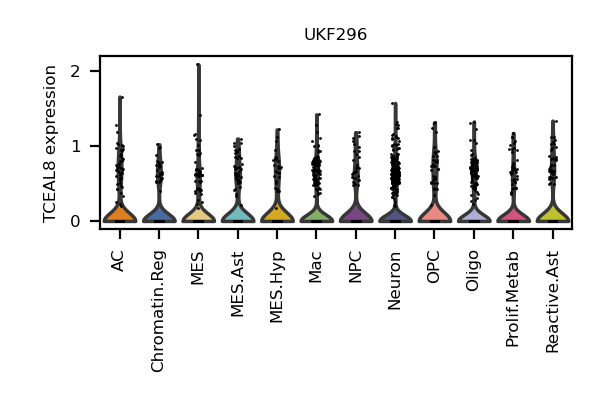 UKF296
TCEAL8 expression
2
1
0
AC
Chromatin.Reg
MES
MES.Ast
MES.Hyp
Mac
NPC
Neuron
OPC
Oligo
Prolif.Metab
Reactive.Ast